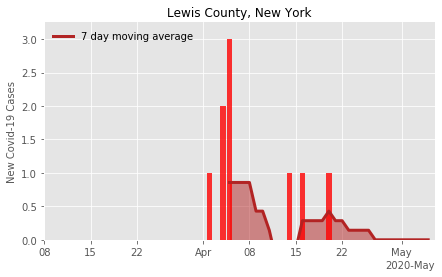 Lewis County, New York
7 day moving average
New Covid-19 Cases
3.0
2.5
2.0
1.5
1.0
0.5
0.0
08 15 22 Apr 08 15 22 May
2020-May